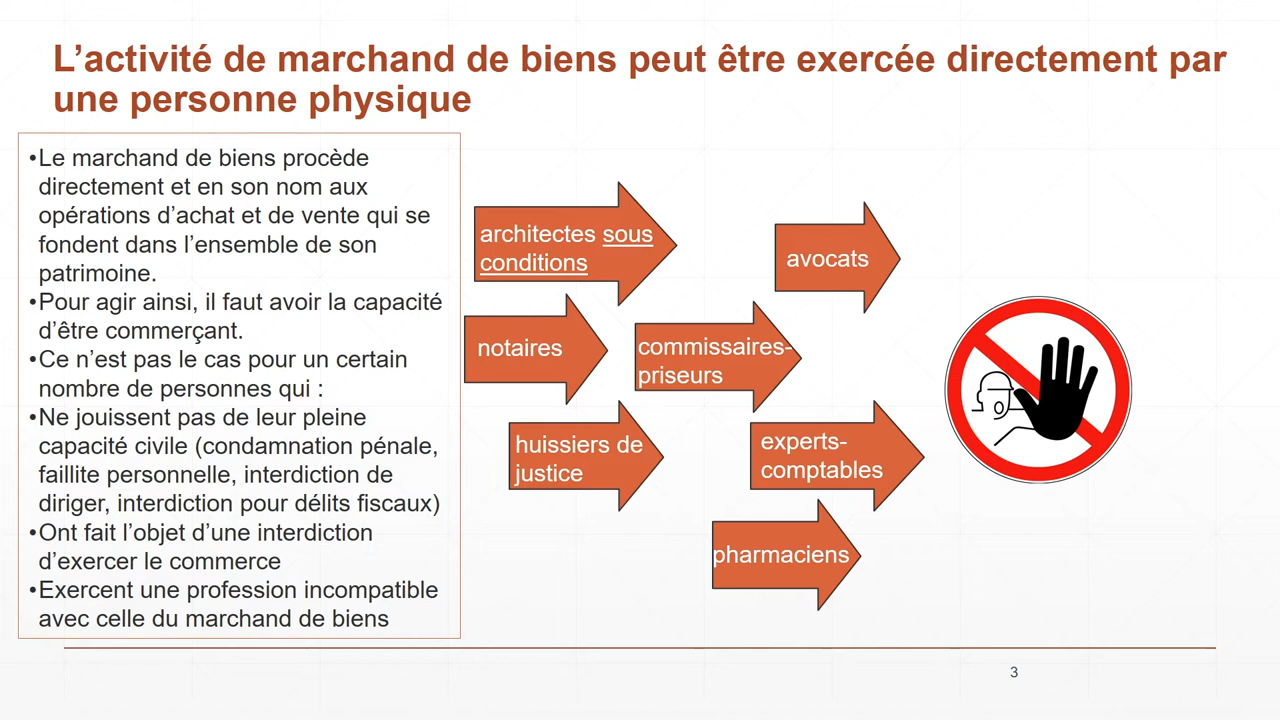 L’activité de marchand de biens peut être exercée directement par
une personne physique
•Le marchand de biens procède
directement et en son nom aux
opérations d’achat et de vente qui se
fondent dans l’ensemble de son
patrimoine.
•Pour agir ainsi, il faut avoir la capacité
d’être commerçant.
•Ce n’est pas le cas pour un certain
nombre de personnes qui :
•Ne jouissent pas de leur pleine
capacité civile (condamnation pénale,
faillite personnelle, interdiction de
diriger, interdiction pour délits fiscaux)
•Ont fait l’objet d’une interdiction
d’exercer le commerce
•Exercent une profession incompatible
avec celle du marchand de biens
architectes sous
conditions
avocats
notaires
commissaires-
priseurs
huissiers de
justice
experts-
comptables
pharmaciens
3